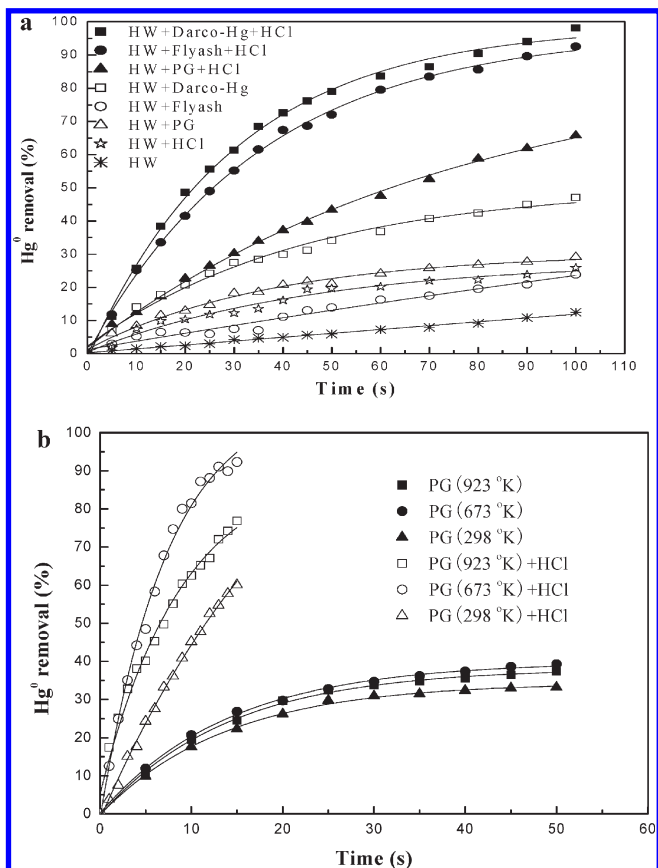 a
HW+Darco-Hg+HCl
HW+Flyash+HCl
HW+PG+HCl
HW+Darco-Hg
HW+Flyash
HW+PG
HW+HCl
HW
100
90
80
70
60
50
40
30
20
10
0
Hg⁰ removal (%)
0 10 20 30 40 50 60 70 80 90 100 110
Time (s)
b
PG (923 °K)
PG (673 °K)
PG (298 °K)
PG (923 °K) +HCl
PG (673 °K) +HCl
PG (298 °K) +HCl
100
90
80
70
60
50
40
30
20
10
0
Hg⁰ removal (%)
0 10 20 30 40 50 60
Time (s)